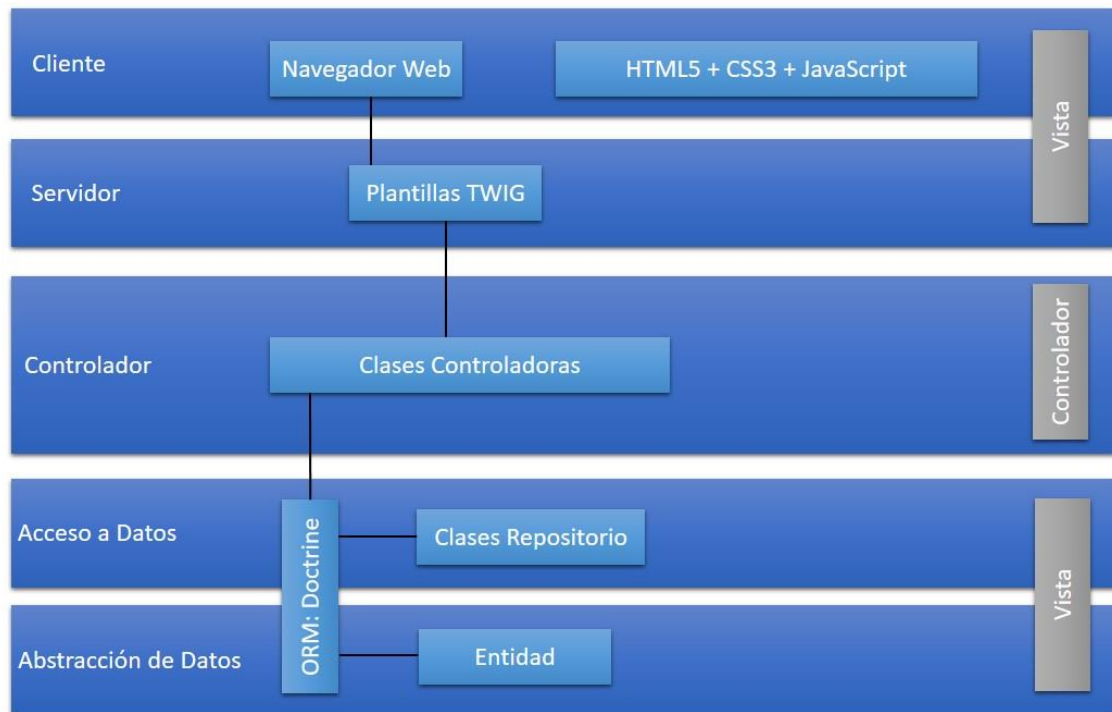 Cliente
Navegador Web
HTML5 + CSS3 + JavaScript
Vista
Servidor
Plantillas TWIG
Controlador
Clases Controladoras
Controlador
Acceso a Datos
ORM: Doctrine
Clases Repositorio
Vista
Abstracción de Datos
Entidad